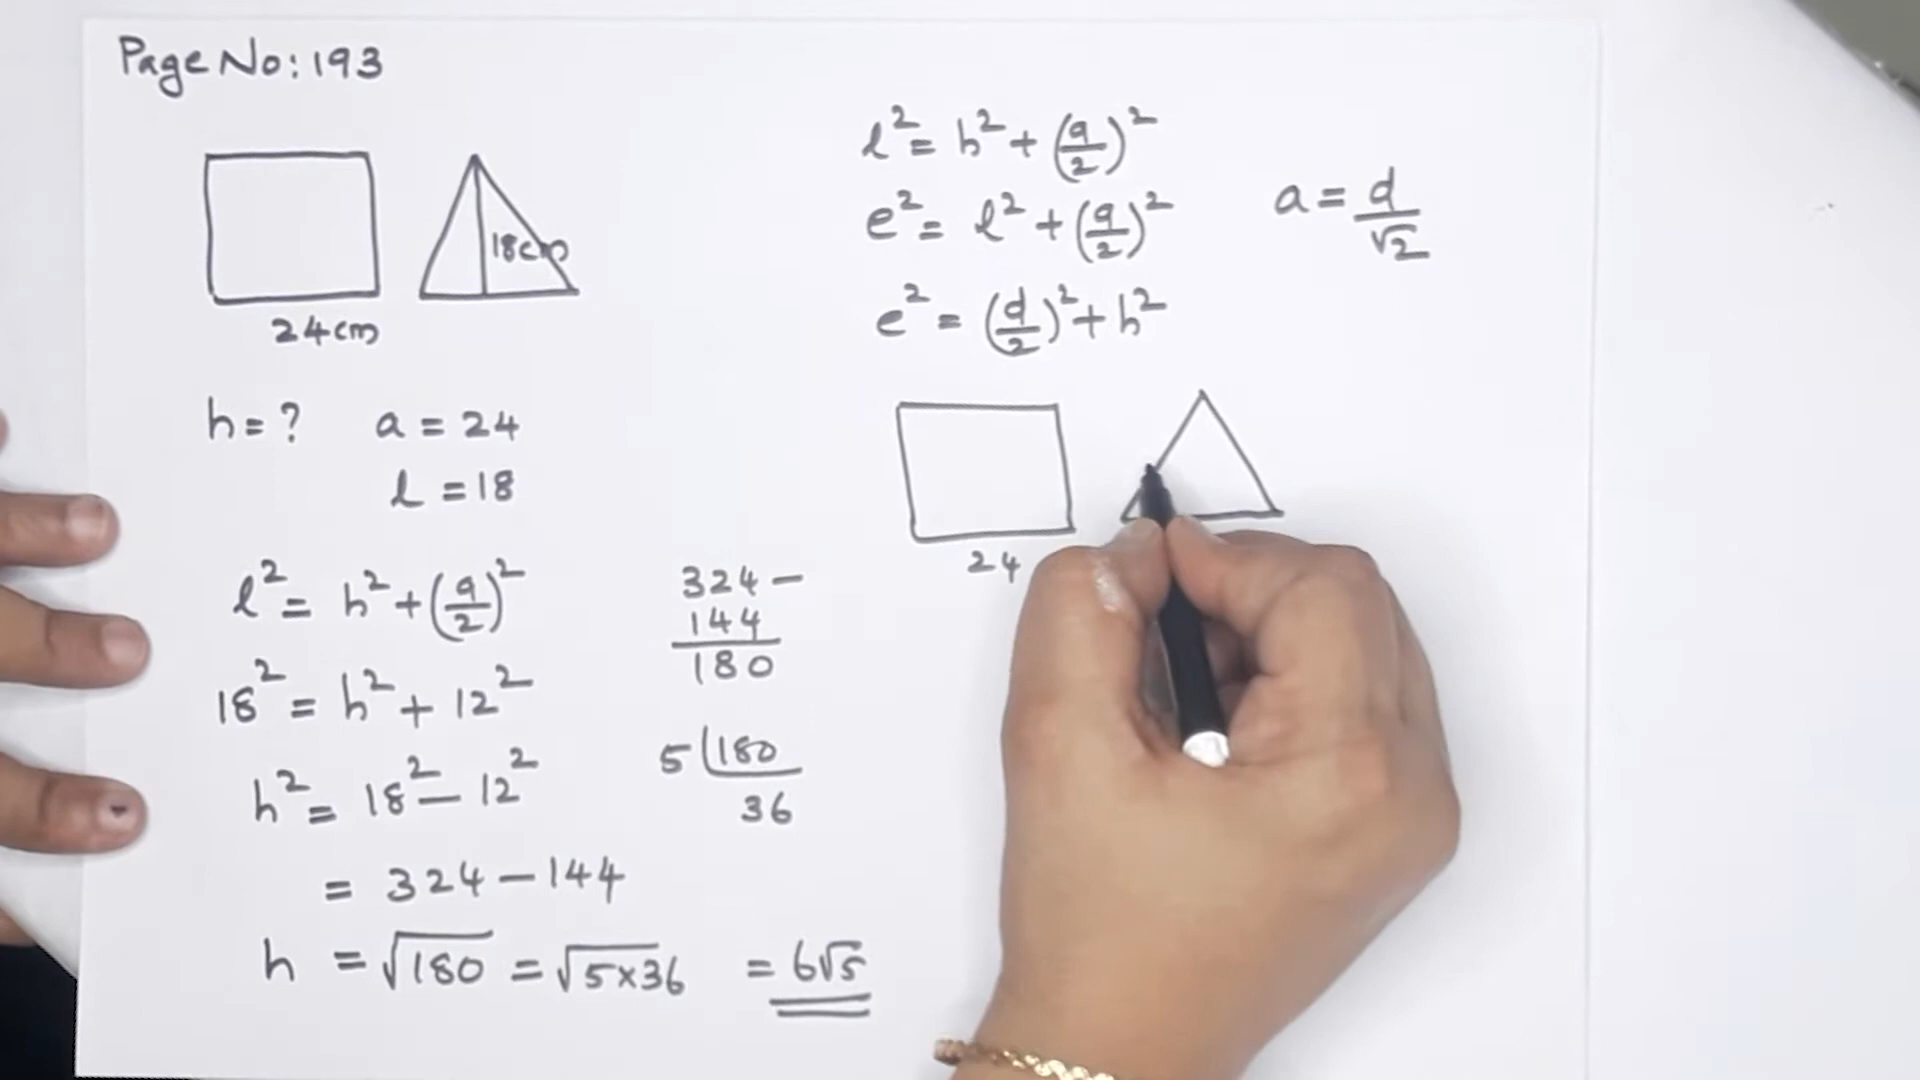 Page No: 193
24cm
18cm
h = ? a = 24
l = 18
l² = h² + (a/2)²
18² = h² + 12²
h² = 18² - 12²
= 324 - 144
h = √180 = √5×36 = 6√5
324 -
144
180
5 180
36
l² = h² + (a/2)²
e² = l² + (a/2)²
e² = (d/2)² + h²
a = d/√2
24